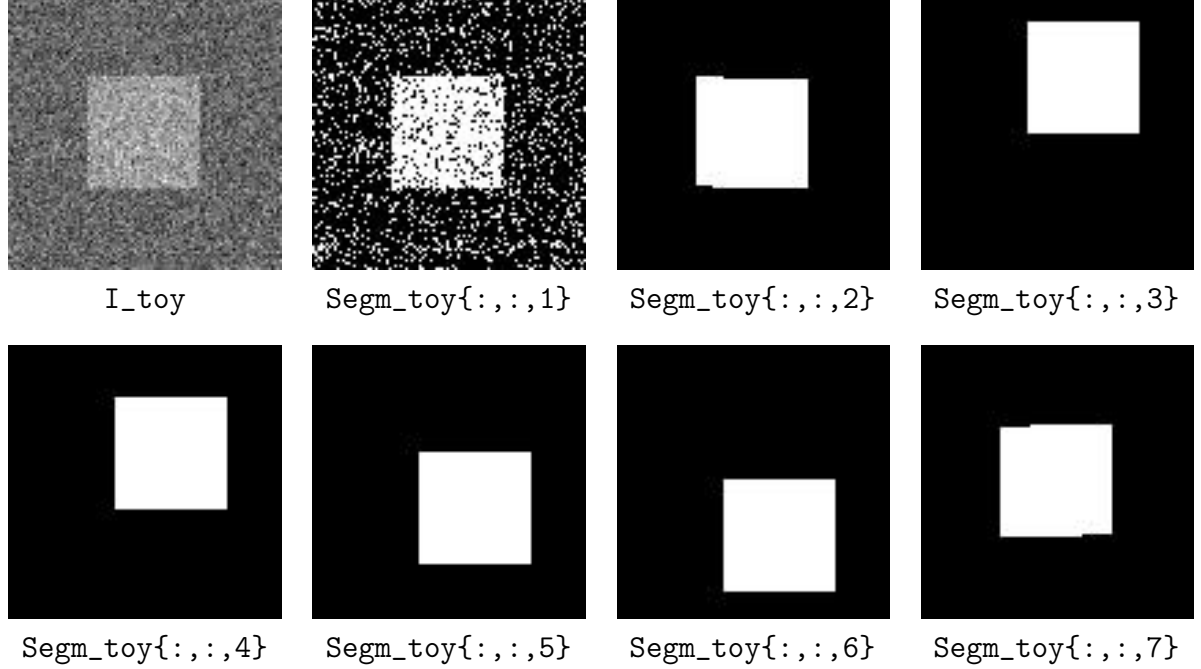 I_toy
Segm_toy{:,:,1}
Segm_toy{:,:,2}
Segm_toy{:,:,3}
Segm_toy{:,:,4}
Segm_toy{:,:,5}
Segm_toy{:,:,6}
Segm_toy{:,:,7}